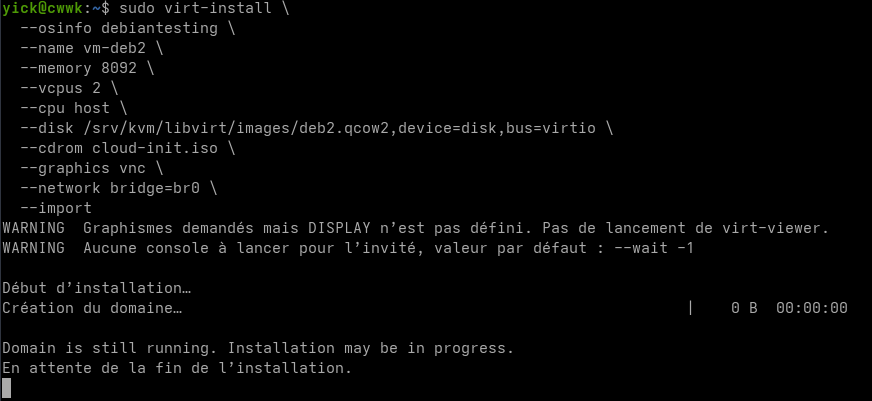 yick@cwwk:~$ sudo virt-install \
  --osinfo debiantesting \
  --name vm-deb2 \
  --memory 8092 \
  --vcpus 2 \
  --cpu host \
  --disk /srv/kvm/libvirt/images/deb2.qcow2,device=disk,bus=virtio \
  --cdrom cloud-init.iso \
  --graphics vnc \
  --network bridge=br0 \
  --import
WARNING  Graphismes demandés mais DISPLAY n’est pas défini. Pas de lancement de virt-viewer.
WARNING  Aucune console à lancer pour l’invité, valeur par défaut : --wait -1
Début d’installation…
Création du domaine…                                                        |    0 B  00:00:00
Domain is still running. Installation may be in progress.
En attente de la fin de l’installation.